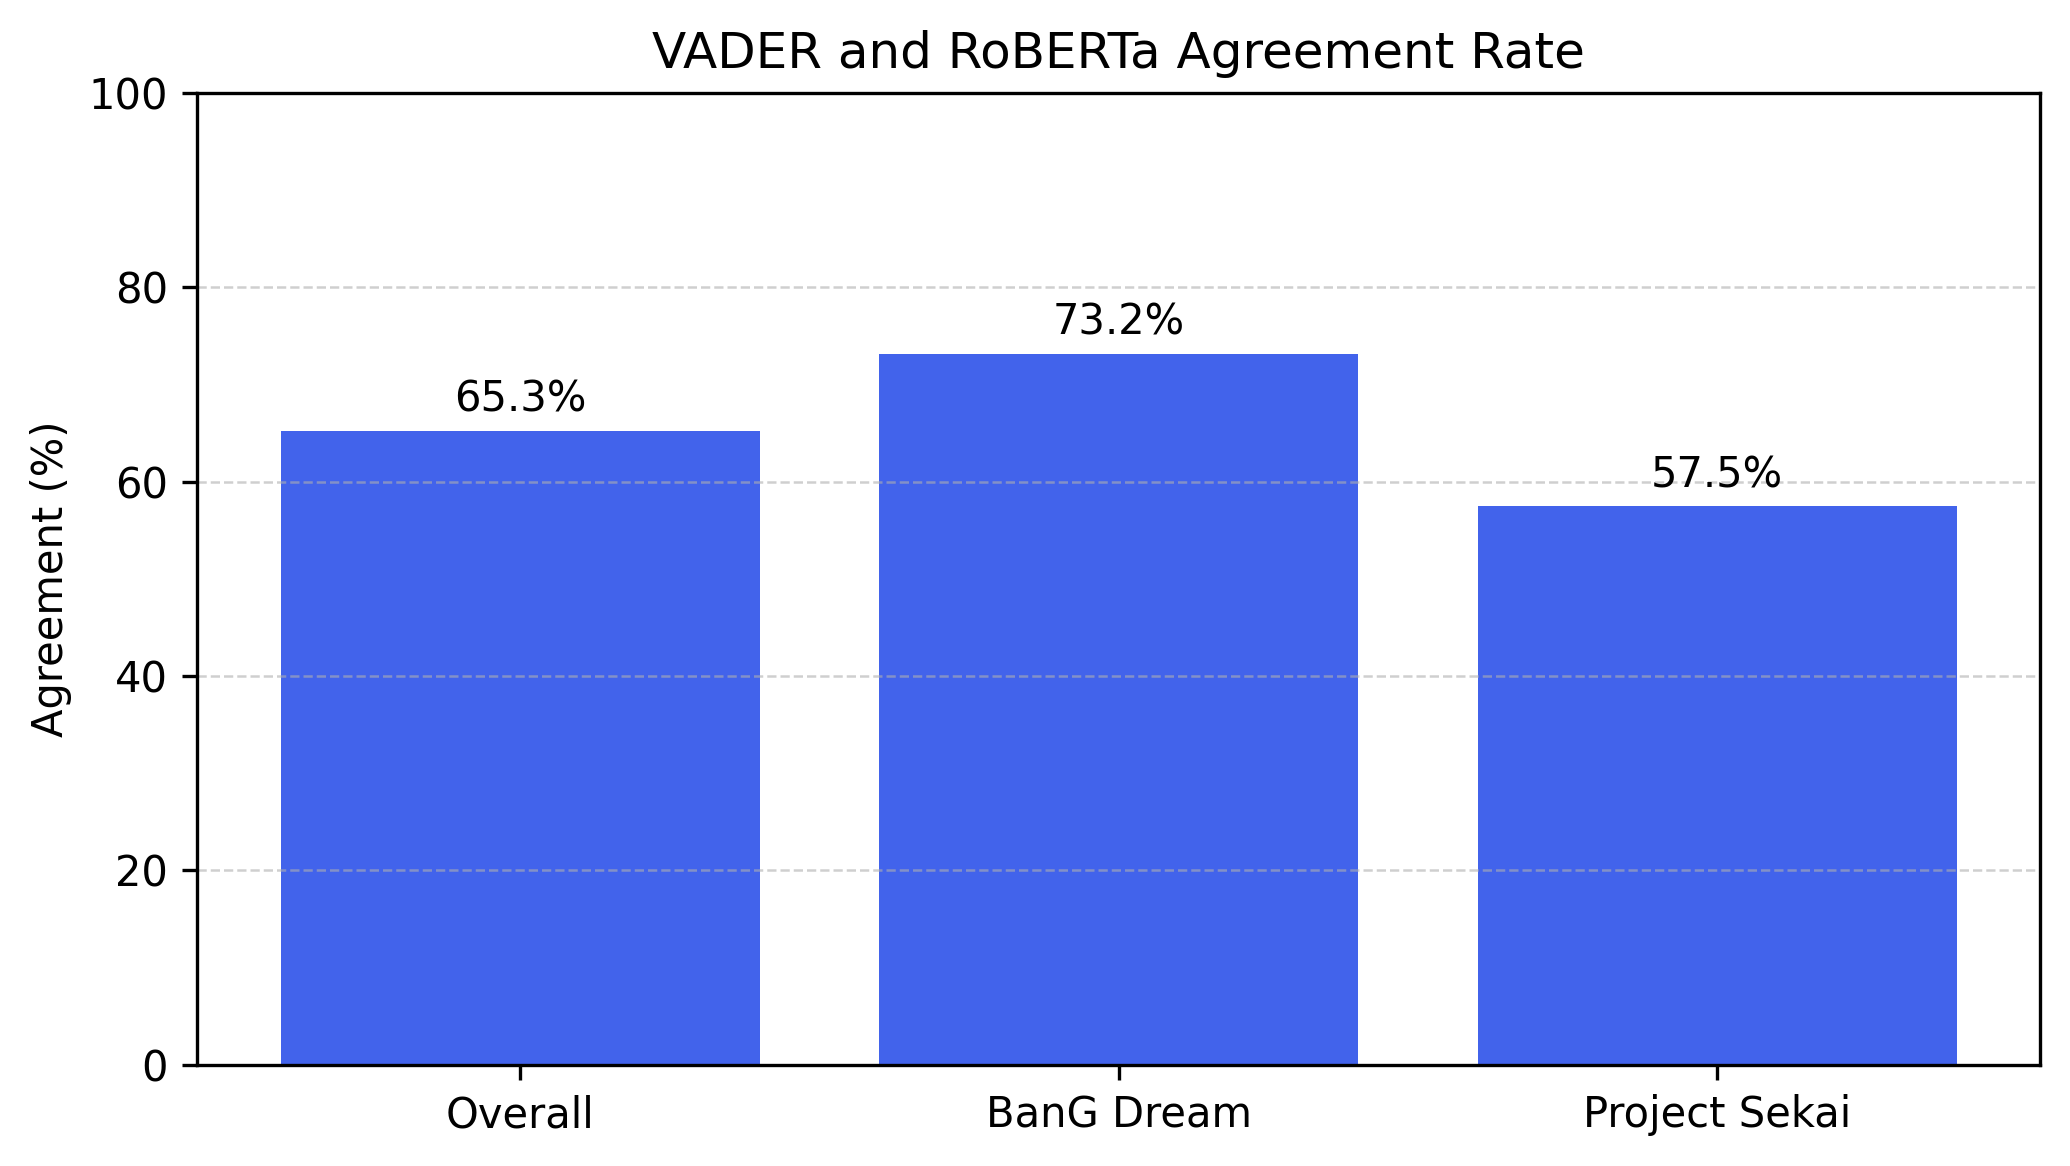 VADER and RoBERTa Agreement Rate
Agreement (%)
100
80
60
40
20
0
65.3%
73.2%
57.5%
Overall
BanG Dream
Project Sekai